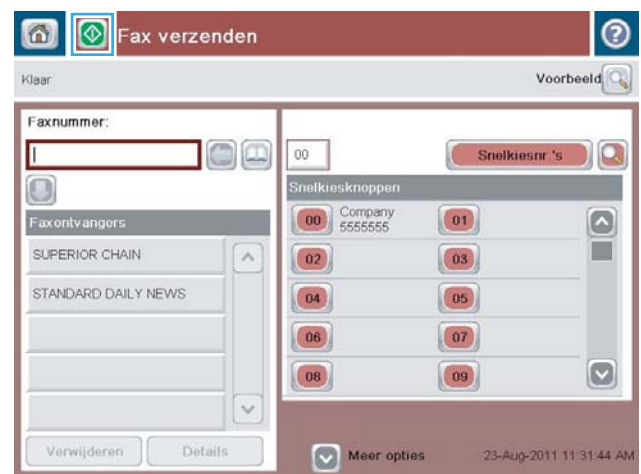 Fax verzenden
Klaar
Voorbeeld
Faxnummer:
00
Snelkiesnr.'s
Snelkiesknoppen
00 Company 01
5555555
02 03
04 05
06 07
08 09
Faxontvangers
SUPERIOR CHAIN
STANDARD DAILY NEWS
Verwijderen Details
Meer opties
23-Aug-2011 11:31:44 AM